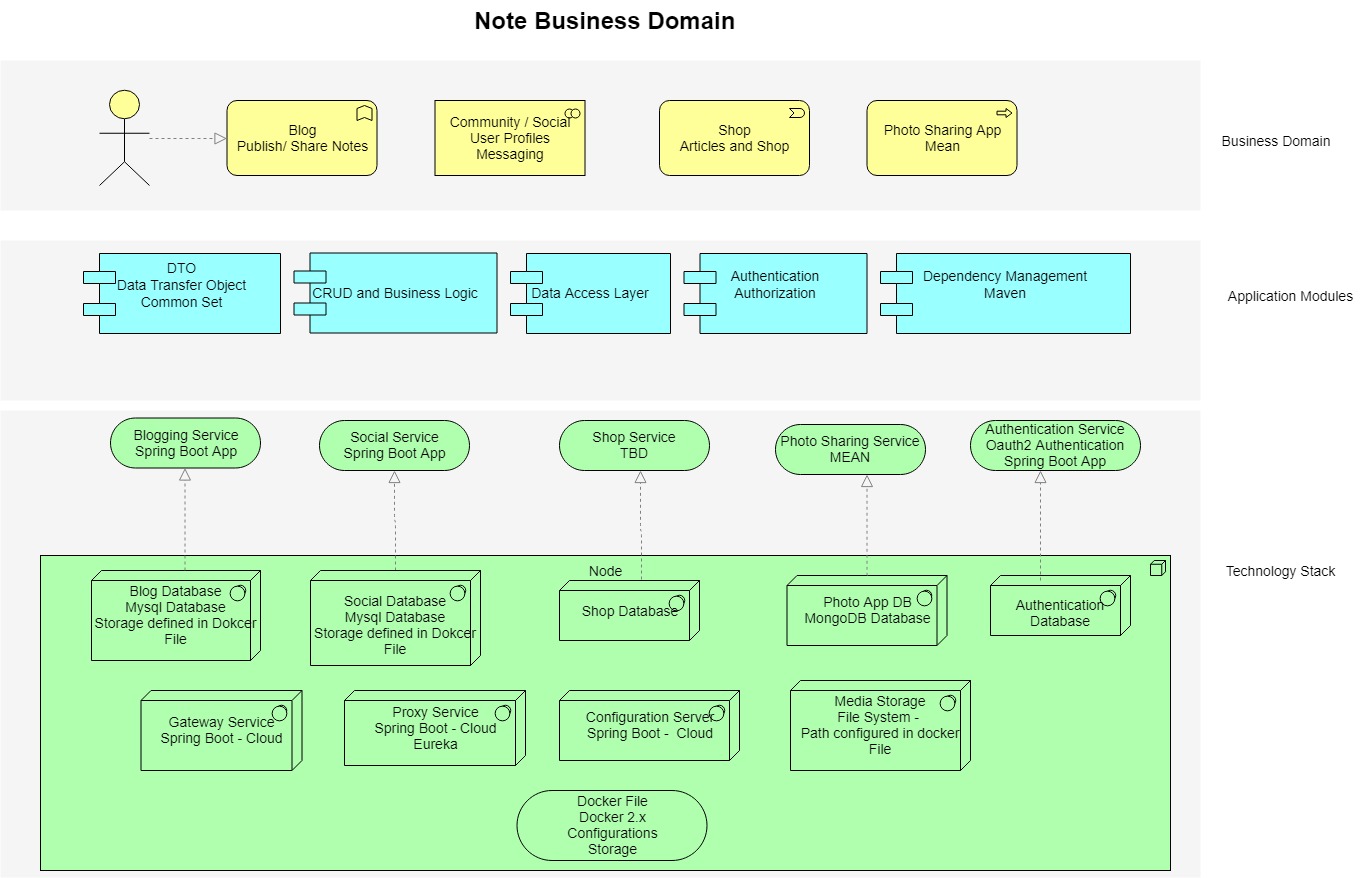 Note Business Domain
Blog
Publish/ Share Notes
Community / Social
User Profiles
Messaging
Shop
Articles and Shop
Photo Sharing App
Mean
Business Domain
DTO
Data Transfer Object
Common Set
CRUD and Business Logic
Data Access Layer
Authentication
Authorization
Dependency Management
Maven
Application Modules
Blogging Service
Spring Boot App
Social Service
Spring Boot App
Shop Service
TBD
Photo Sharing Service
MEAN
Authentication Service
Oauth2 Authentication
Spring Boot App
Node
Technology Stack
Blog Database
Mysql Database
Storage defined in Dokcer
File
Social Database
Mysql Database
Storage defined in Dokcer
File
Shop Database
Photo App DB
MongoDB Database
Authentication
Database
Gateway Service
Spring Boot - Cloud
Proxy Service
Spring Boot - Cloud
Eureka
Configuration Server
Spring Boot -  Cloud
Media Storage
File System -
Path configured in docker
File
Docker File
Docker 2.x
Configurations
Storage